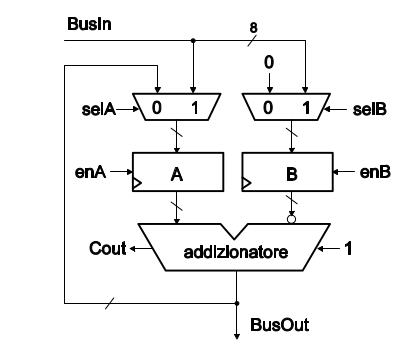 BusIn
8
0
selA 0 1 0 1 selB
enA A B enB
Cout addizionatore 1
BusOut